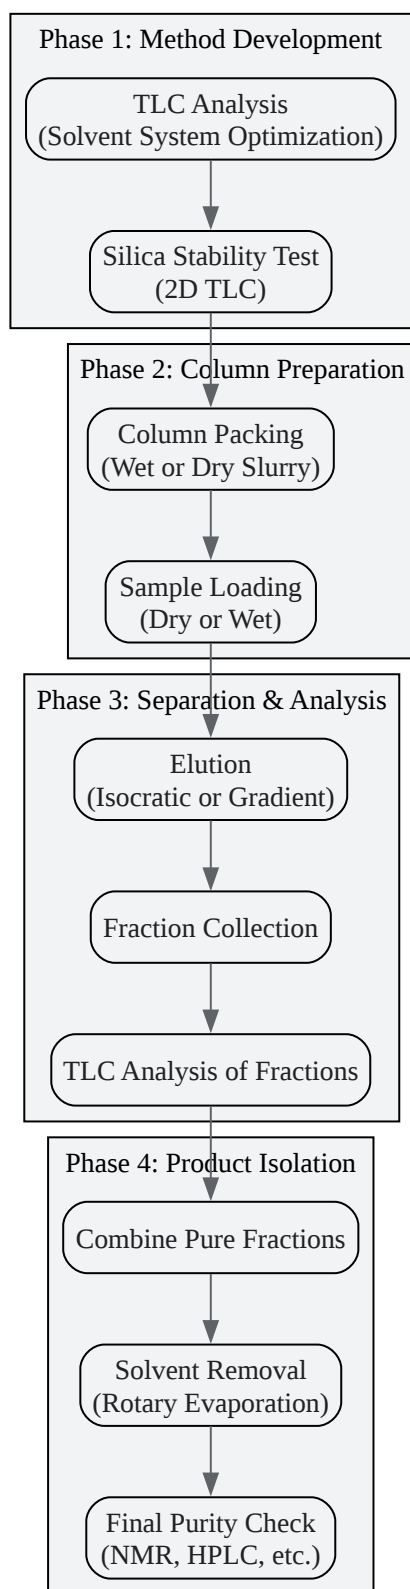 Phase 1: Method Development
TLC Analysis
(Solvent System Optimization)
Silica Stability Test
(2D TLC)
Phase 2: Column Preparation
Column Packing
(Wet or Dry Slurry)
Sample Loading
(Dry or Wet)
Phase 3: Separation & Analysis
Elution
(Isocratic or Gradient)
Fraction Collection
TLC Analysis of Fractions
Phase 4: Product Isolation
Combine Pure Fractions
Solvent Removal
(Rotary Evaporation)
Final Purity Check
(NMR, HPLC, etc.)